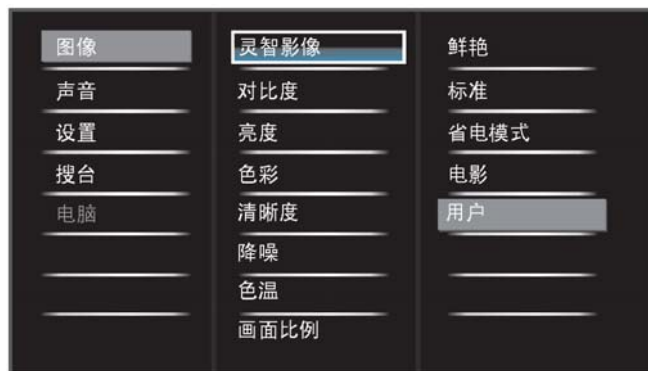 图像
声音
设置
搜台
电脑
灵智影像
对比度
亮度
色彩
清晰度
降噪
色温
画面比例
鲜艳
标准
省电模式
电影
用户